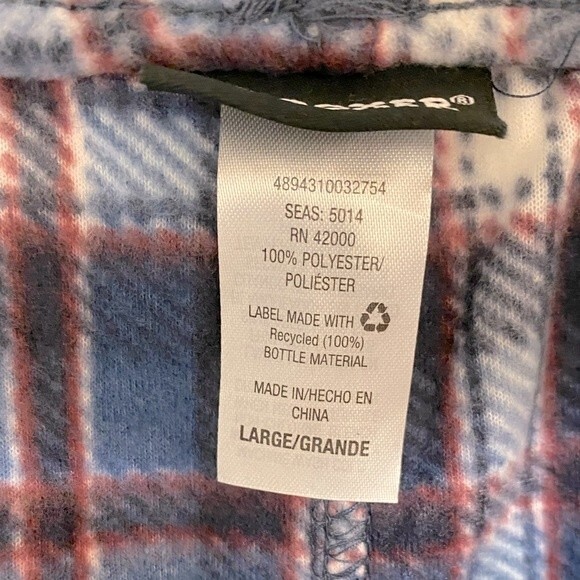 4894310032754
SEAS: 5014
RN 42000
100% POLYESTER/
POLIÉSTER
LABEL MADE WITH
Recycled (100%)
BOTTLE MATERIAL
MADE IN/HECHO EN
CHINA
LARGE/GRANDE